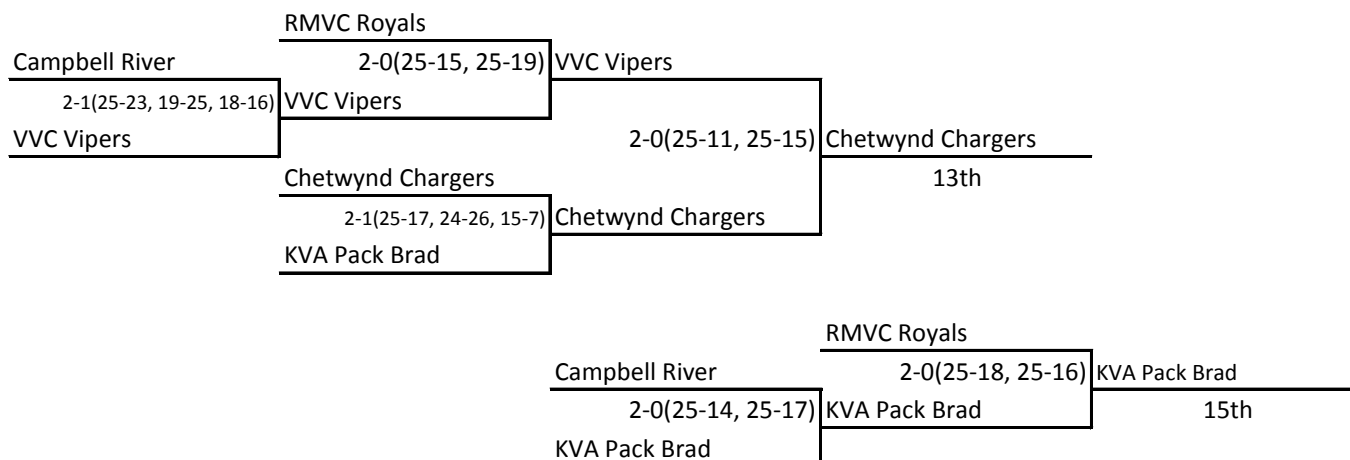 RMVC Royals
Campbell River
2-0(25-15, 25-19) VVC Vipers
2-1(25-23, 19-25, 18-16) VVC Vipers
VVC Vipers
2-0(25-11, 25-15) Chetwynd Chargers
Chetwynd Chargers
13th
2-1(25-17, 24-26, 15-7) Chetwynd Chargers
KVA Pack Brad
RMVC Royals
Campbell River
2-0(25-18, 25-16) KVA Pack Brad
2-0(25-14, 25-17) KVA Pack Brad
15th
KVA Pack Brad